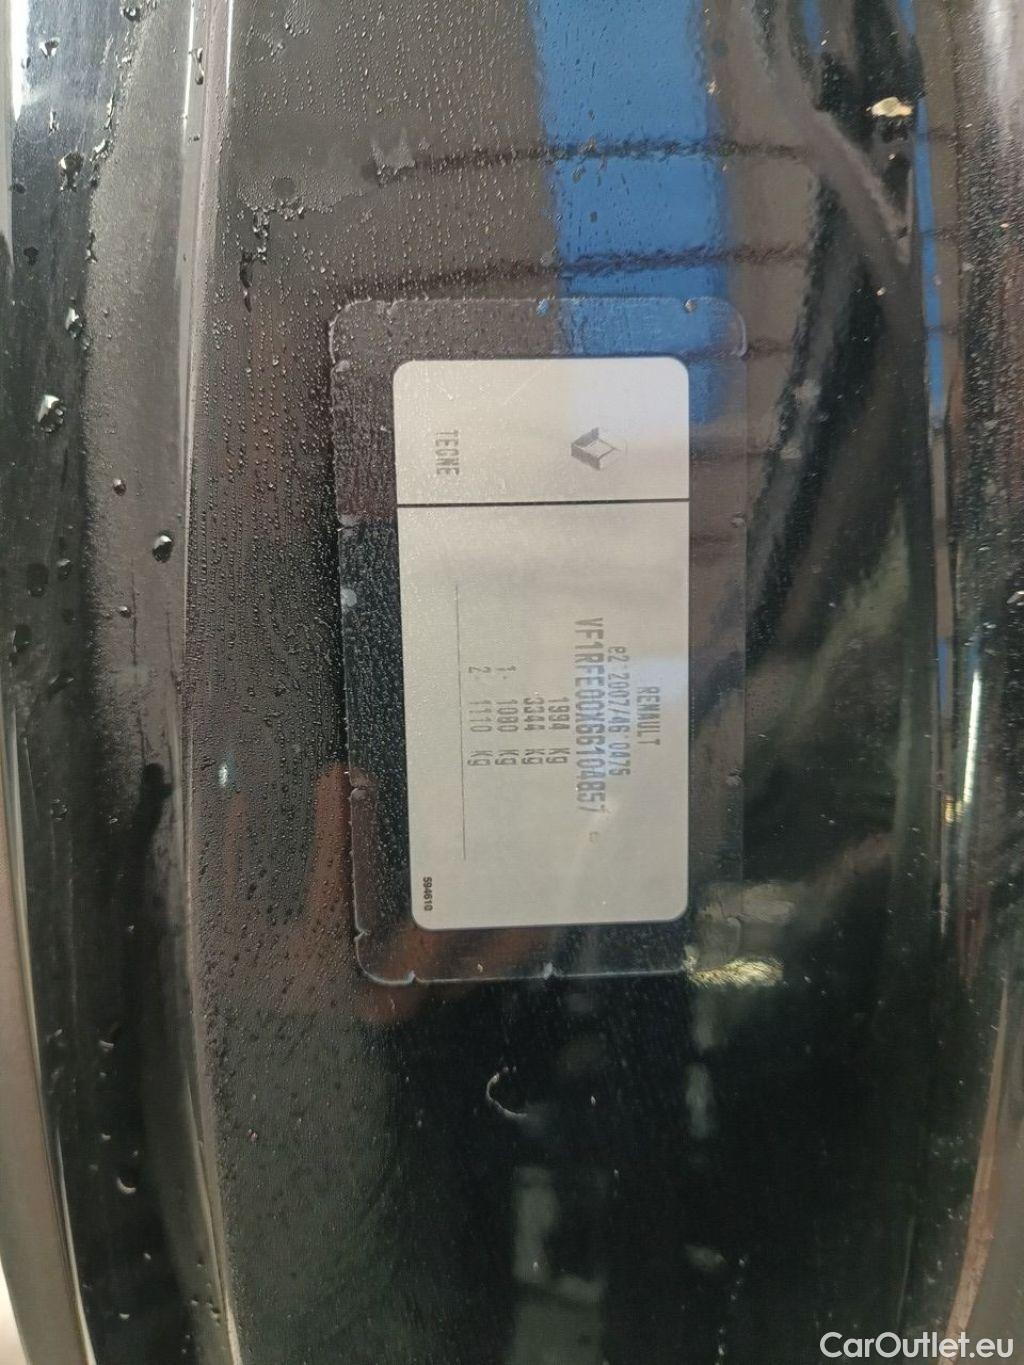 TECNE
RENAULT
e2*2007/46*0475
VF1RFE00X6B104857
1994 kg
3344 kg
1- 1080 kg
2- 1110 kg
594610
CarOutlet.eu